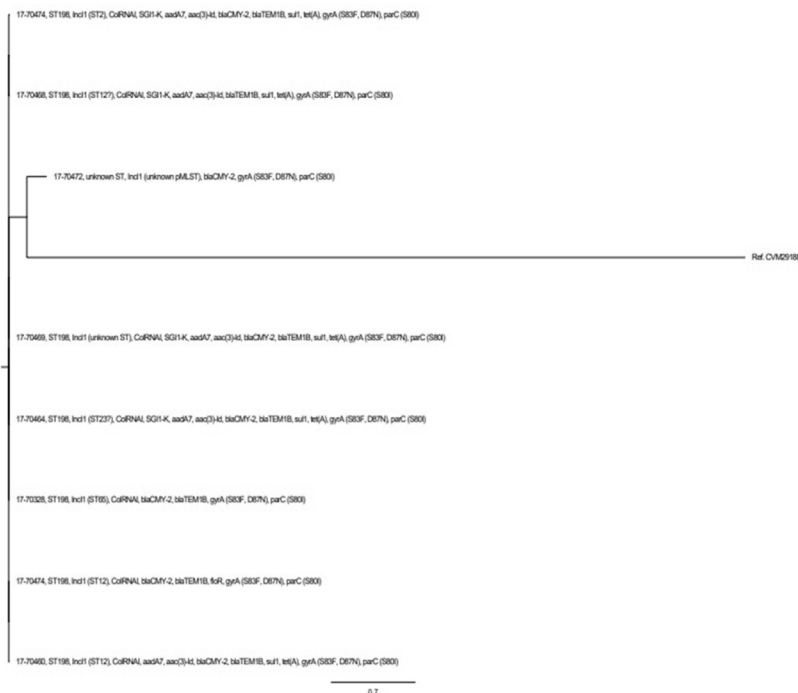 17-70474, ST198, IncI1 (ST2), ColRNAI, SGI1-K, aadA7, aac(3)-Id, blaCMY-2, blaTEM1B, sul1, tet(A), gyrA (S83F, D87N), parC (S80I)
17-70468, ST198, IncI1 (ST12?), ColRNAI, SGI1-K, aadA7, aac(3)-Id, blaTEM1B, sul1, tet(A), gyrA (S83F, D87N), parC (S80I)
17-70472, unknown ST, IncI1 (unknown pMLST), blaCMY-2, gyrA (S83F, D87N), parC (S80I)
Ref. CVM29188
17-70469, ST198, IncI1 (unknown ST), ColRNAI, SGI1-K, aadA7, aac(3)-Id, blaCMY-2, blaTEM1B, sul1, tet(A), gyrA (S83F, D87N), parC (S80I)
17-70464, ST198, IncI1 (ST23?), ColRNAI, SGI1-K, aadA7, aac(3)-Id, blaCMY-2, blaTEM1B, sul1, tet(A), gyrA (S83F, D87N), parC (S80I)
17-70328, ST198, IncI1 (ST65), ColRNAI, blaCMY-2, blaTEM1B, gyrA (S83F, D87N), parC (S80I)
17-70474, ST198, IncI1 (ST12), ColRNAI, blaCMY-2, blaTEM1B, floR, gyrA (S83F, D87N), parC (S80I)
17-70460, ST198, IncI1 (ST12), ColRNAI, aadA7, aac(3)-Id, blaCMY-2, blaTEM1B, sul1, tet(A), gyrA (S83F, D87N), parC (S80I)
0.7